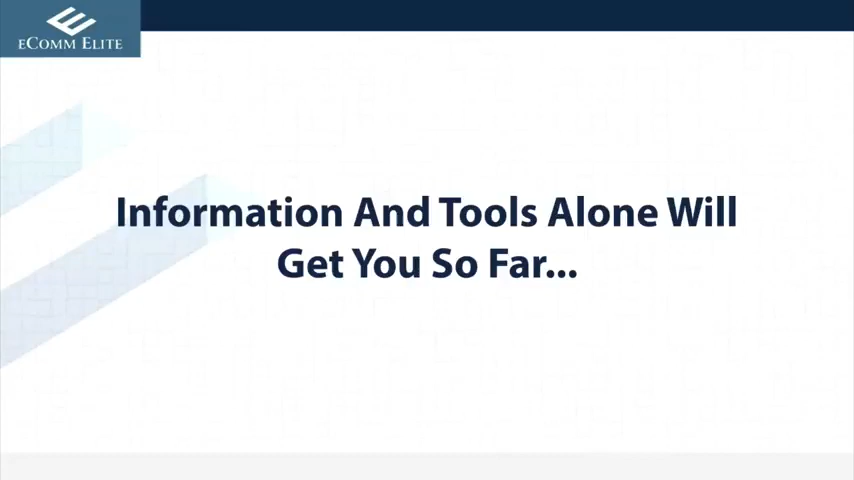 eComm Elite
Information And Tools Alone Will
Get You So Far...